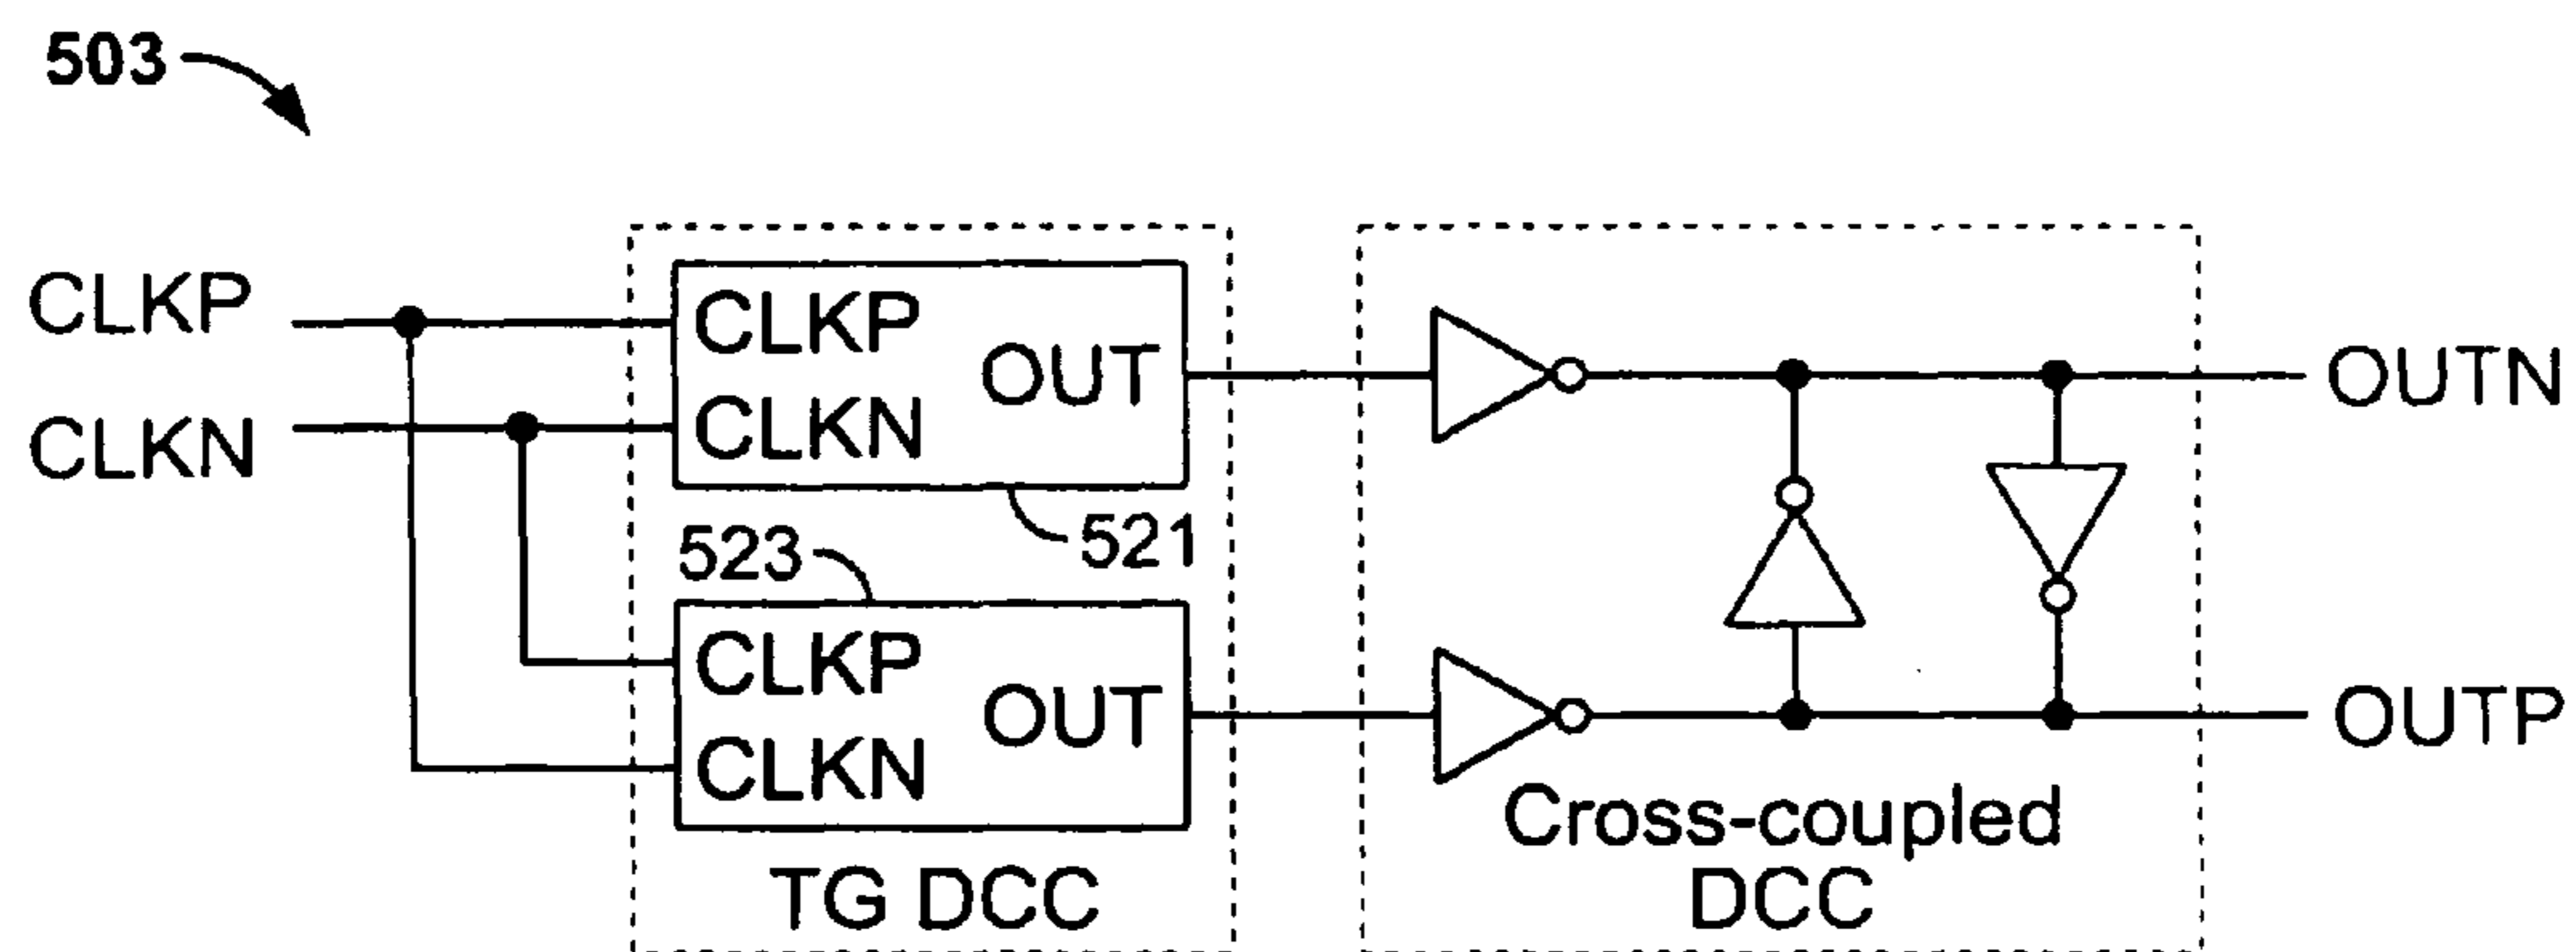 503
CLKP
CLKN
CLKP
CLKN
OUT
521
523
CLKP
CLKN
OUT
TG DCC
OUTN
OUTP
Cross-coupled
DCC